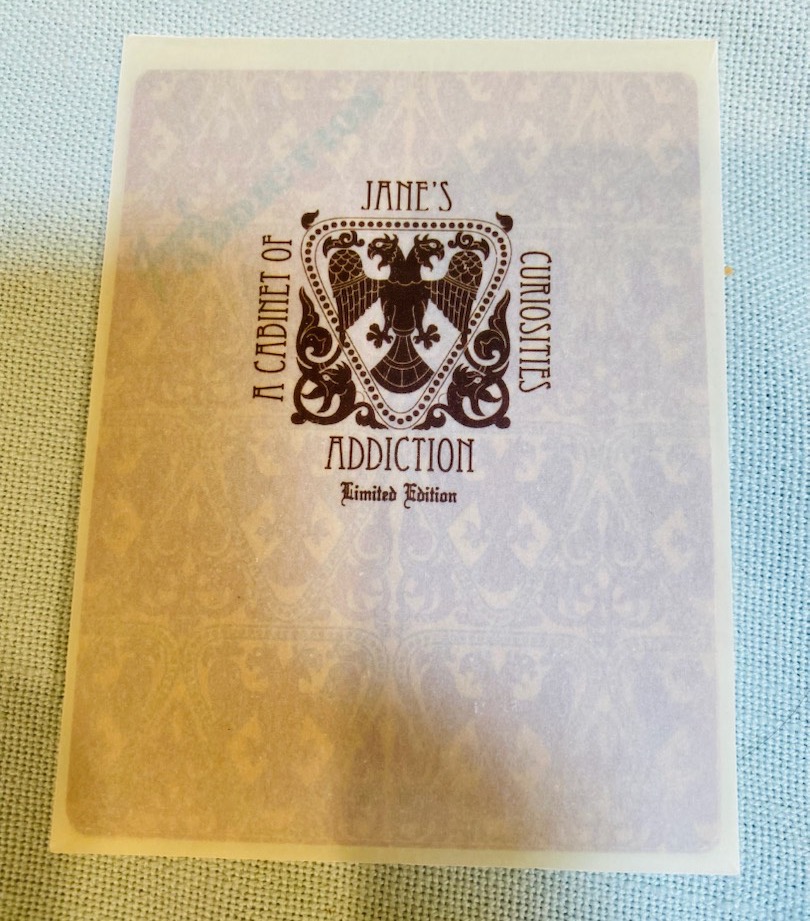 JANE'S
A CABINET OF
CURIOSITIES
ADDICTION
Limited Edition